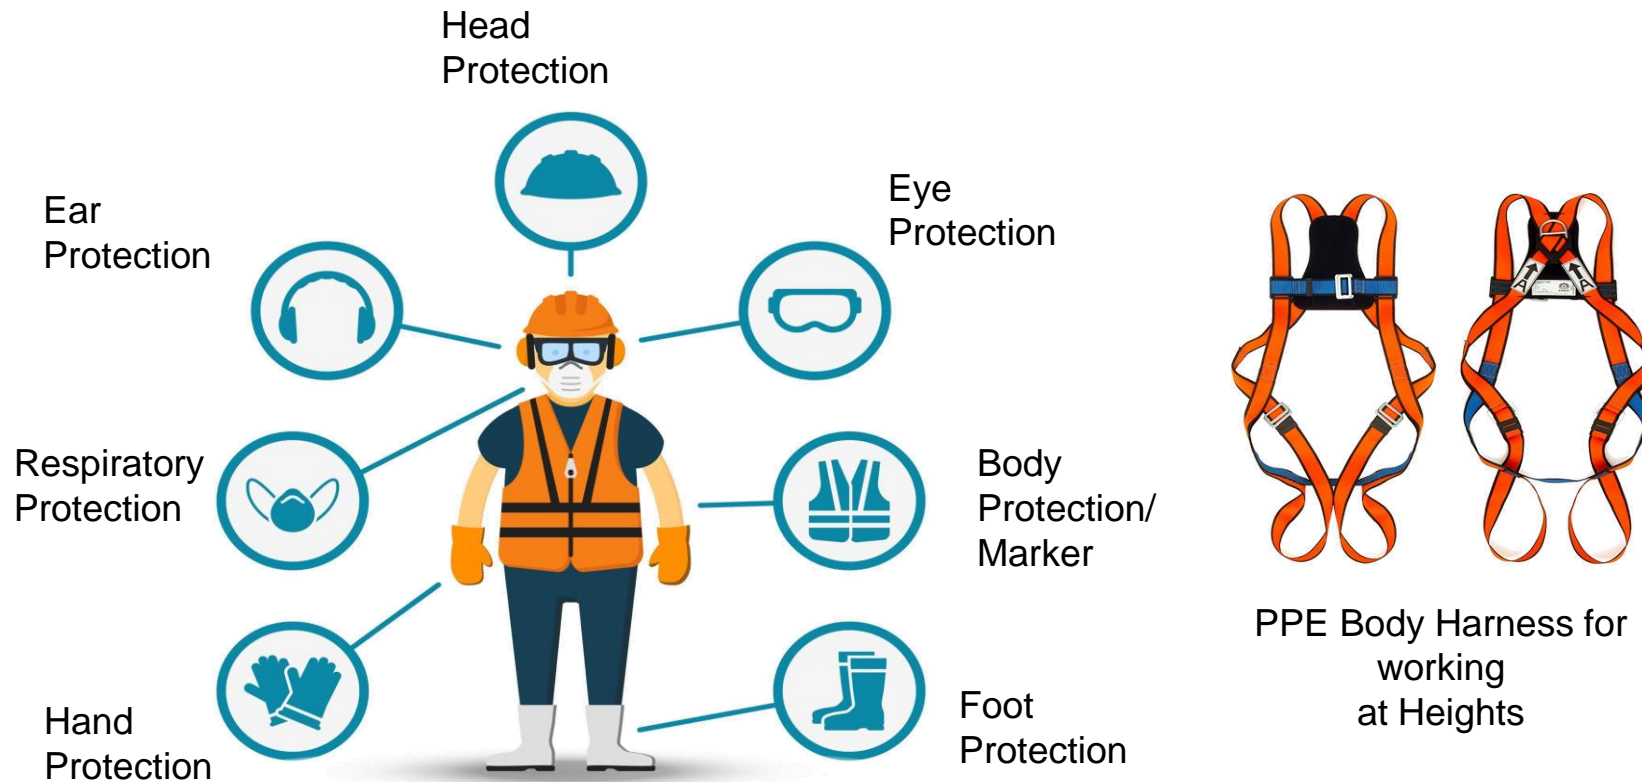 Head
Protection
Ear
Protection
Eye
Protection
Respiratory
Protection
Body
Protection/
Marker
Hand
Protection
Foot
Protection
A
A
PPE Body Harness for
working
at Heights